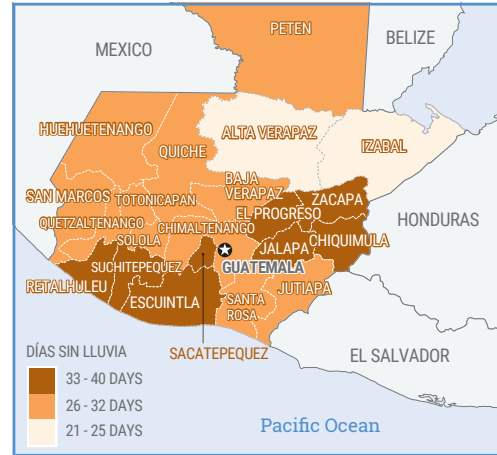 PETEN
BELIZE
MEXICO
HUEHUETENANGO
ALTA VERAPAZ
IZABAL
QUICHE
BAJA
VERAPAZ
SAN MARCOS
TOTONICAPAN
ZACAPA
EL PROGRESO
QUETZALTENANGO
CHIMALTENANGO
HONDURAS
SOLOLA
JALAPA
CHIQUIMULA
SUCHITEPEQUEZ
GUATEMALA
RETALHULEU
ESCUINTLA
SANTA
ROSA
JUTIAPA
SACATEPEQUEZ
EL SALVADOR
DÍAS SIN LLUVIA
33 - 40 DAYS
26 - 32 DAYS
21 - 25 DAYS
Pacific Ocean